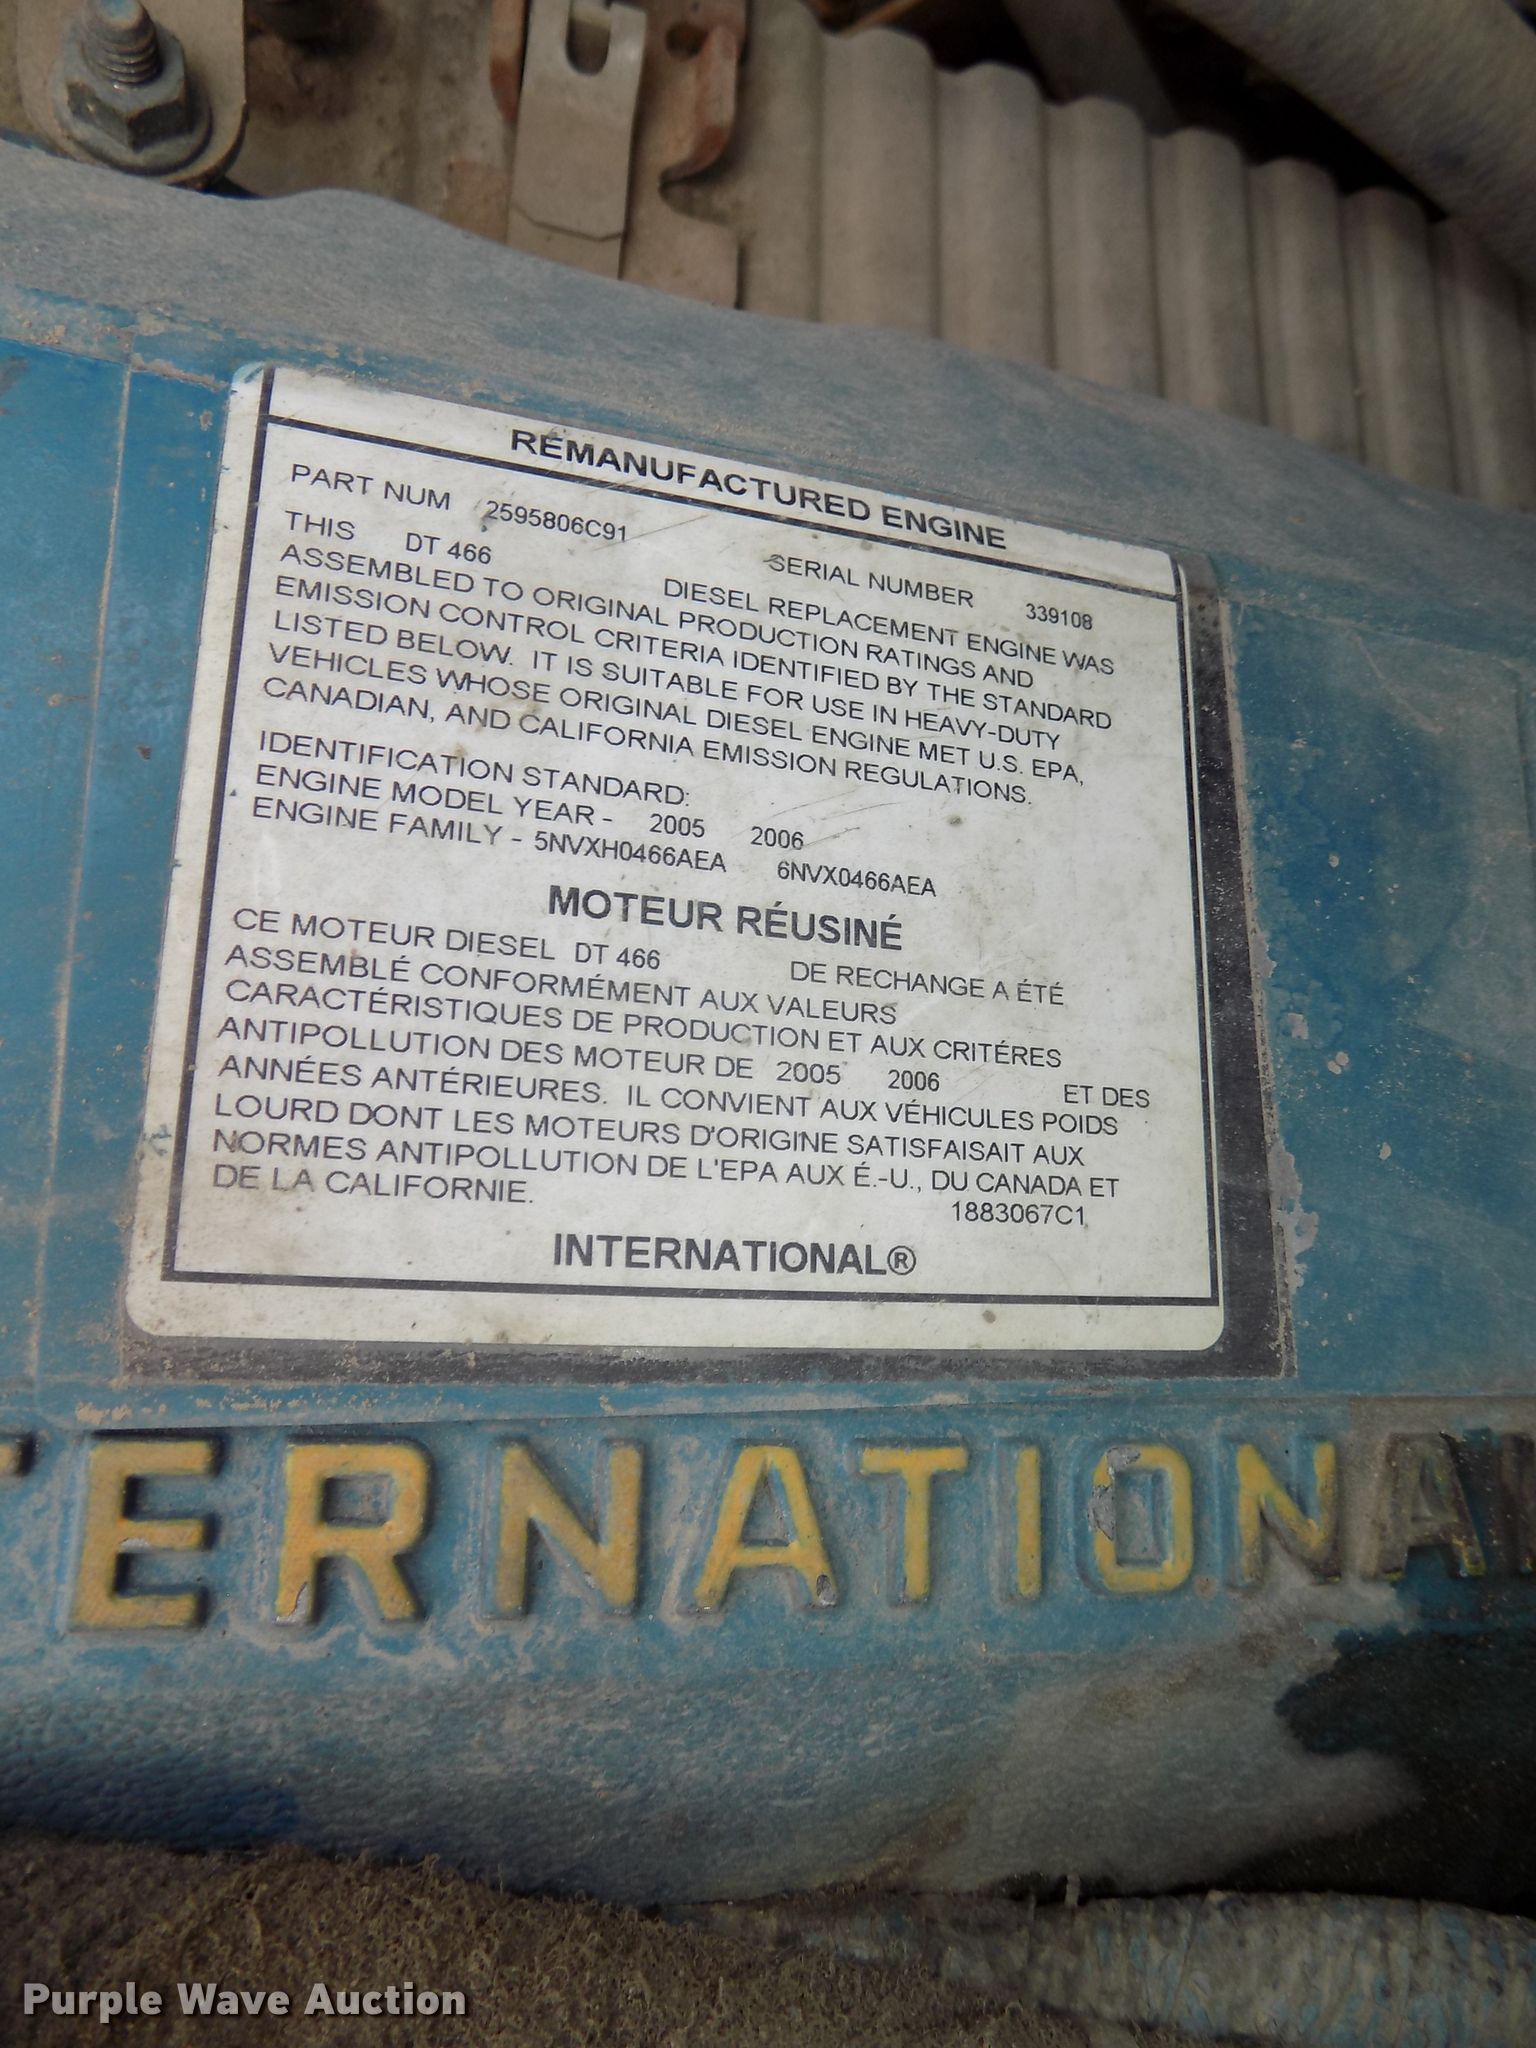 REMANUFACTURED ENGINE
PART NUM 2595806C91 SERIAL NUMBER 339108
THIS DT 466 DIESEL REPLACEMENT ENGINE WAS
ASSEMBLED TO ORIGINAL PRODUCTION RATINGS AND
EMISSION CONTROL CRITERIA IDENTIFIED BY THE STANDARD
LISTED BELOW. IT IS SUITABLE FOR USE IN HEAVY-DUTY
VEHICLES WHOSE ORIGINAL DIESEL ENGINE MET U.S. EPA,
CANADIAN, AND CALIFORNIA EMISSION REGULATIONS.
IDENTIFICATION STANDARD:
ENGINE MODEL YEAR - 2005 2006
ENGINE FAMILY - 5NVXH0466AEA 6NVX0466AEA
MOTEUR RÉUSINÉ
CE MOTEUR DIESEL DT 466 DE RECHANGE A ÉTÉ
ASSEMBLÉ CONFORMÉMENT AUX VALEURS
CARACTÉRISTIQUES DE PRODUCTION ET AUX CRITÉRES
ANTIPOLLUTION DES MOTEUR DE 2005 2006 ET DES
ANNÉES ANTÉRIEURES. IL CONVIENT AUX VÉHICULES POIDS
LOURD DONT LES MOTEURS D'ORIGINE SATISFAISAIT AUX
NORMES ANTIPOLLUTION DE L'EPA AUX É.-U., DU CANADA ET
DE LA CALIFORNIE.
1883067C1
INTERNATIONAL®
TERNATIONAL
Purple Wave Auction